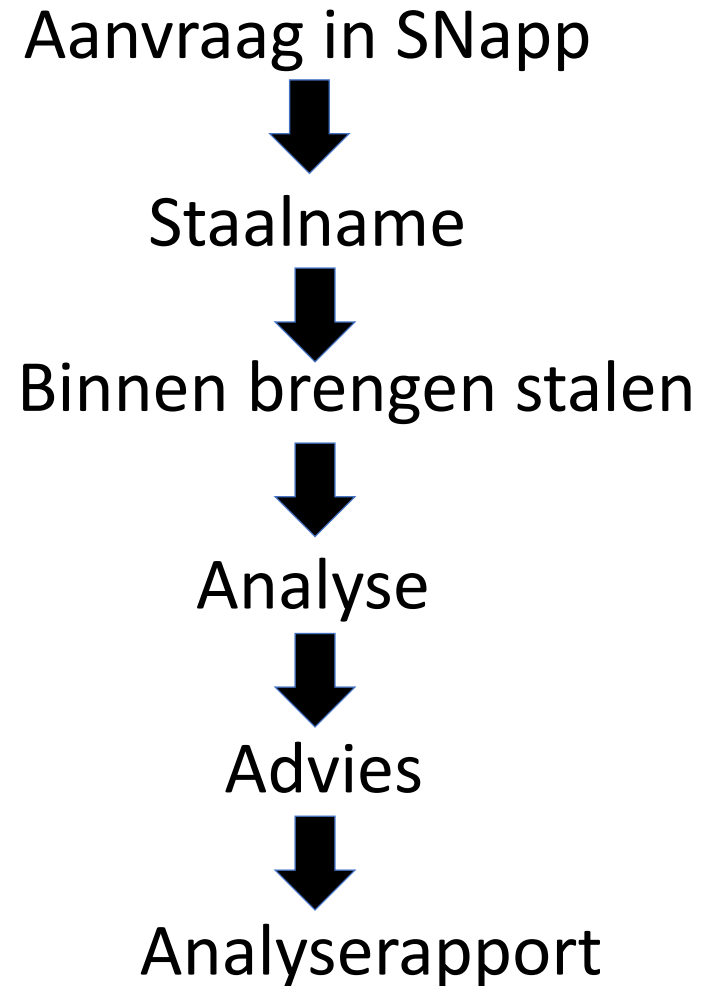 Aanvraag in SNapp
Staalname
Binnen brengen stalen
Analyse
Advies
Analyserapport